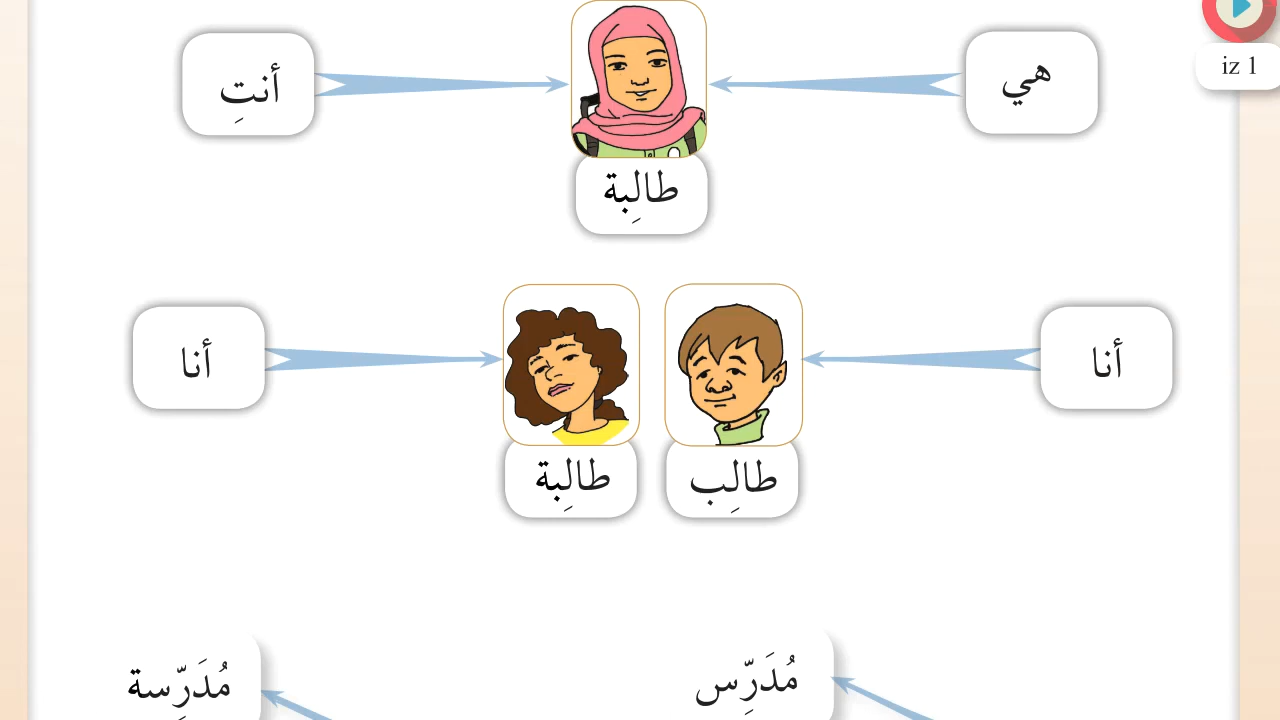 iz 1
هي
أنتِ
طالِبة
أنا
أنا
طالِب
طالِبة
مُدَرِّس
مُدَرِّسة